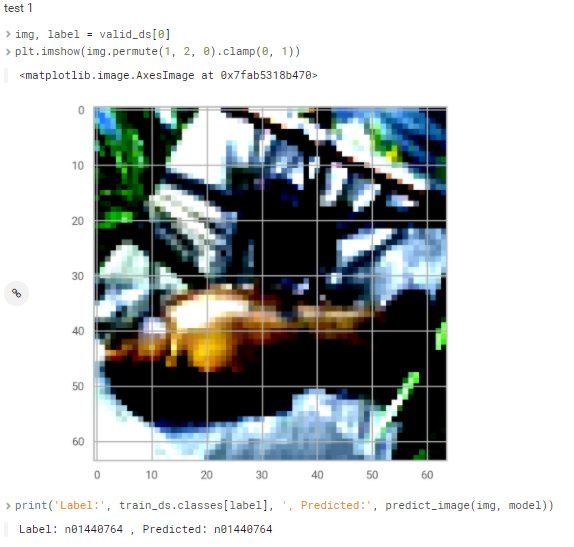 test 1
img, label = valid_ds[0]
plt.imshow(img.permute(1, 2, 0).clamp(0, 1))
<matplotlib.image.AxesImage at 0x7fab5318b470>
0
10
20
30
40
50
60
0 10 20 30 40 50 60
print('Label:', train_ds.classes[label], ', Predicted:', predict_image(img, model))
Label: n01440764 , Predicted: n01440764